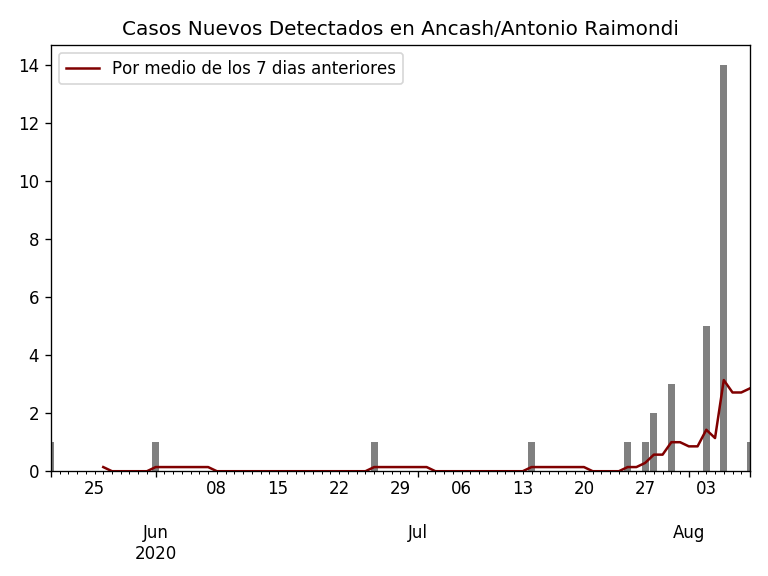 Casos Nuevos Detectados en Ancash/Antonio Raimondi
Por medio de los 7 dias anteriores
14
12
10
8
6
4
2
0
25 08 15 22 29 06 13 20 27 03
Jun Jul Aug
2020